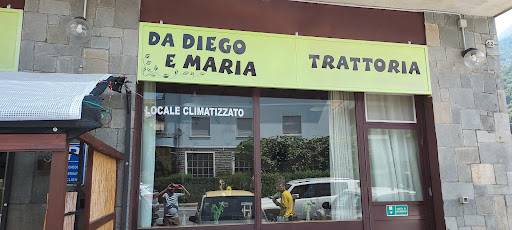 DA DIEGO
E MARIA
TRATTORIA
LOCALE CLIMATIZZATO